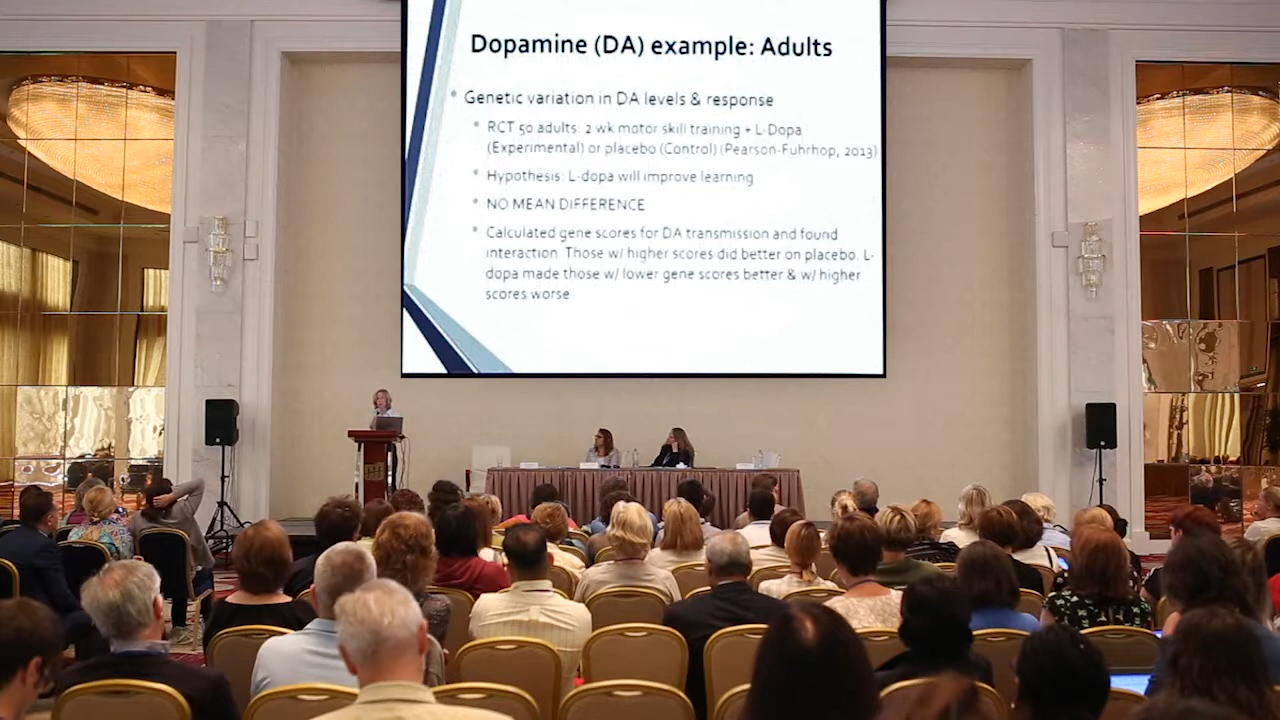 Dopamine (DA) example: Adults
Genetic variation in DA levels & response
RCT 50 adults: 2 wk motor skill training + L-Dopa
(Experimental) or placebo (Control) (Pearson-Fuhrhop, 2013)
Hypothesis: L-dopa will improve learning
NO MEAN DIFFERENCE
Calculated gene scores for DA transmission and found
interaction. Those w/ higher scores did better on placebo. L-
dopa made those w/ lower gene scores better & w/ higher
scores worse